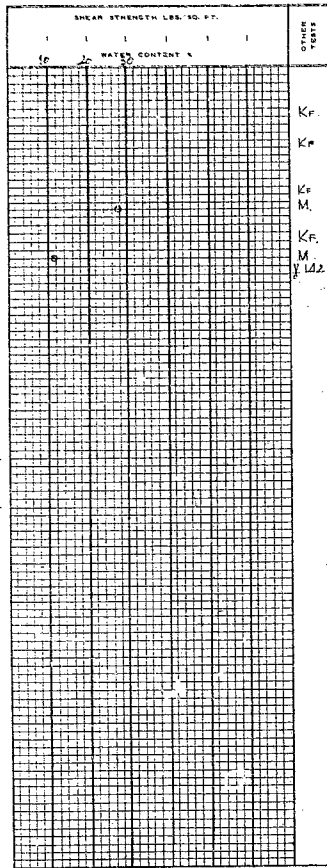 SHEAR STRENGTH LBS./SQ. FT.
WATER CONTENT %
10 20 30
OTHER TESTS
KF
KF
KF
M.
KF.
M